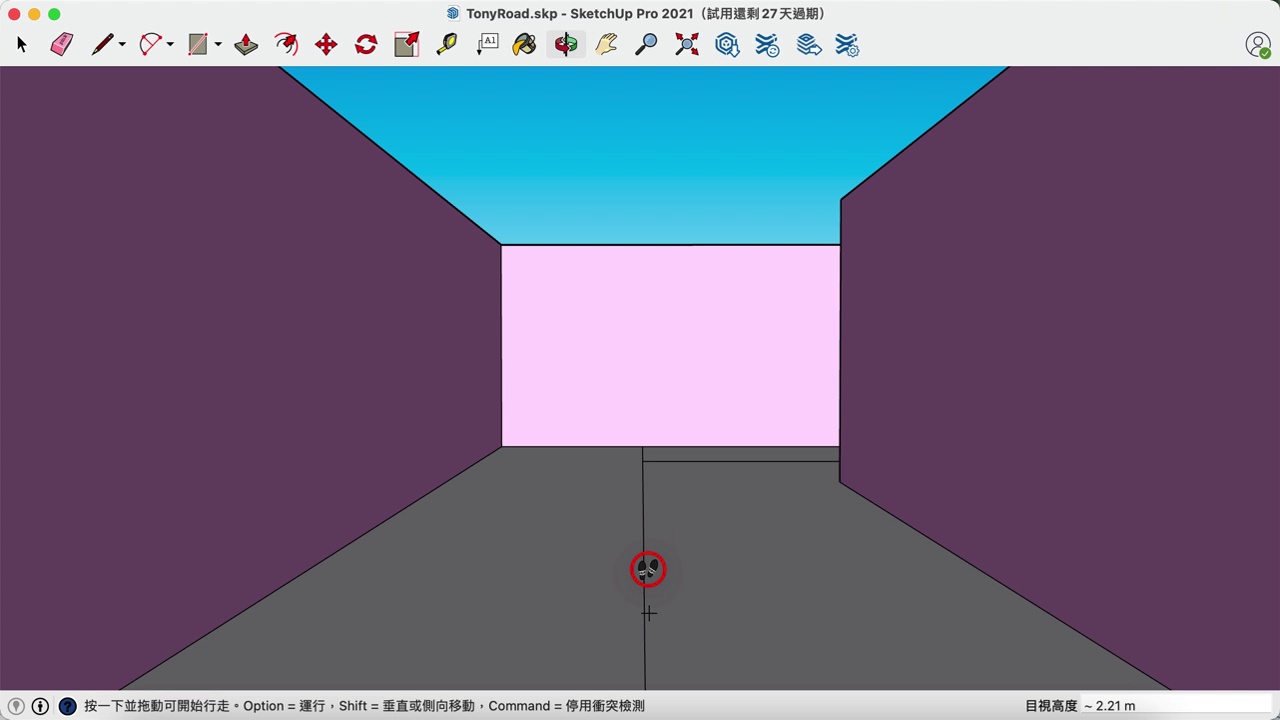 TonyRoad.skp - SketchUp Pro 2021（試用還剩 27 天過期）
A1
按一下並拖動可開始行走。Option = 運行，Shift = 垂直或側向移動，Command = 停用衝突檢測
目視高度 ~ 2.21 m